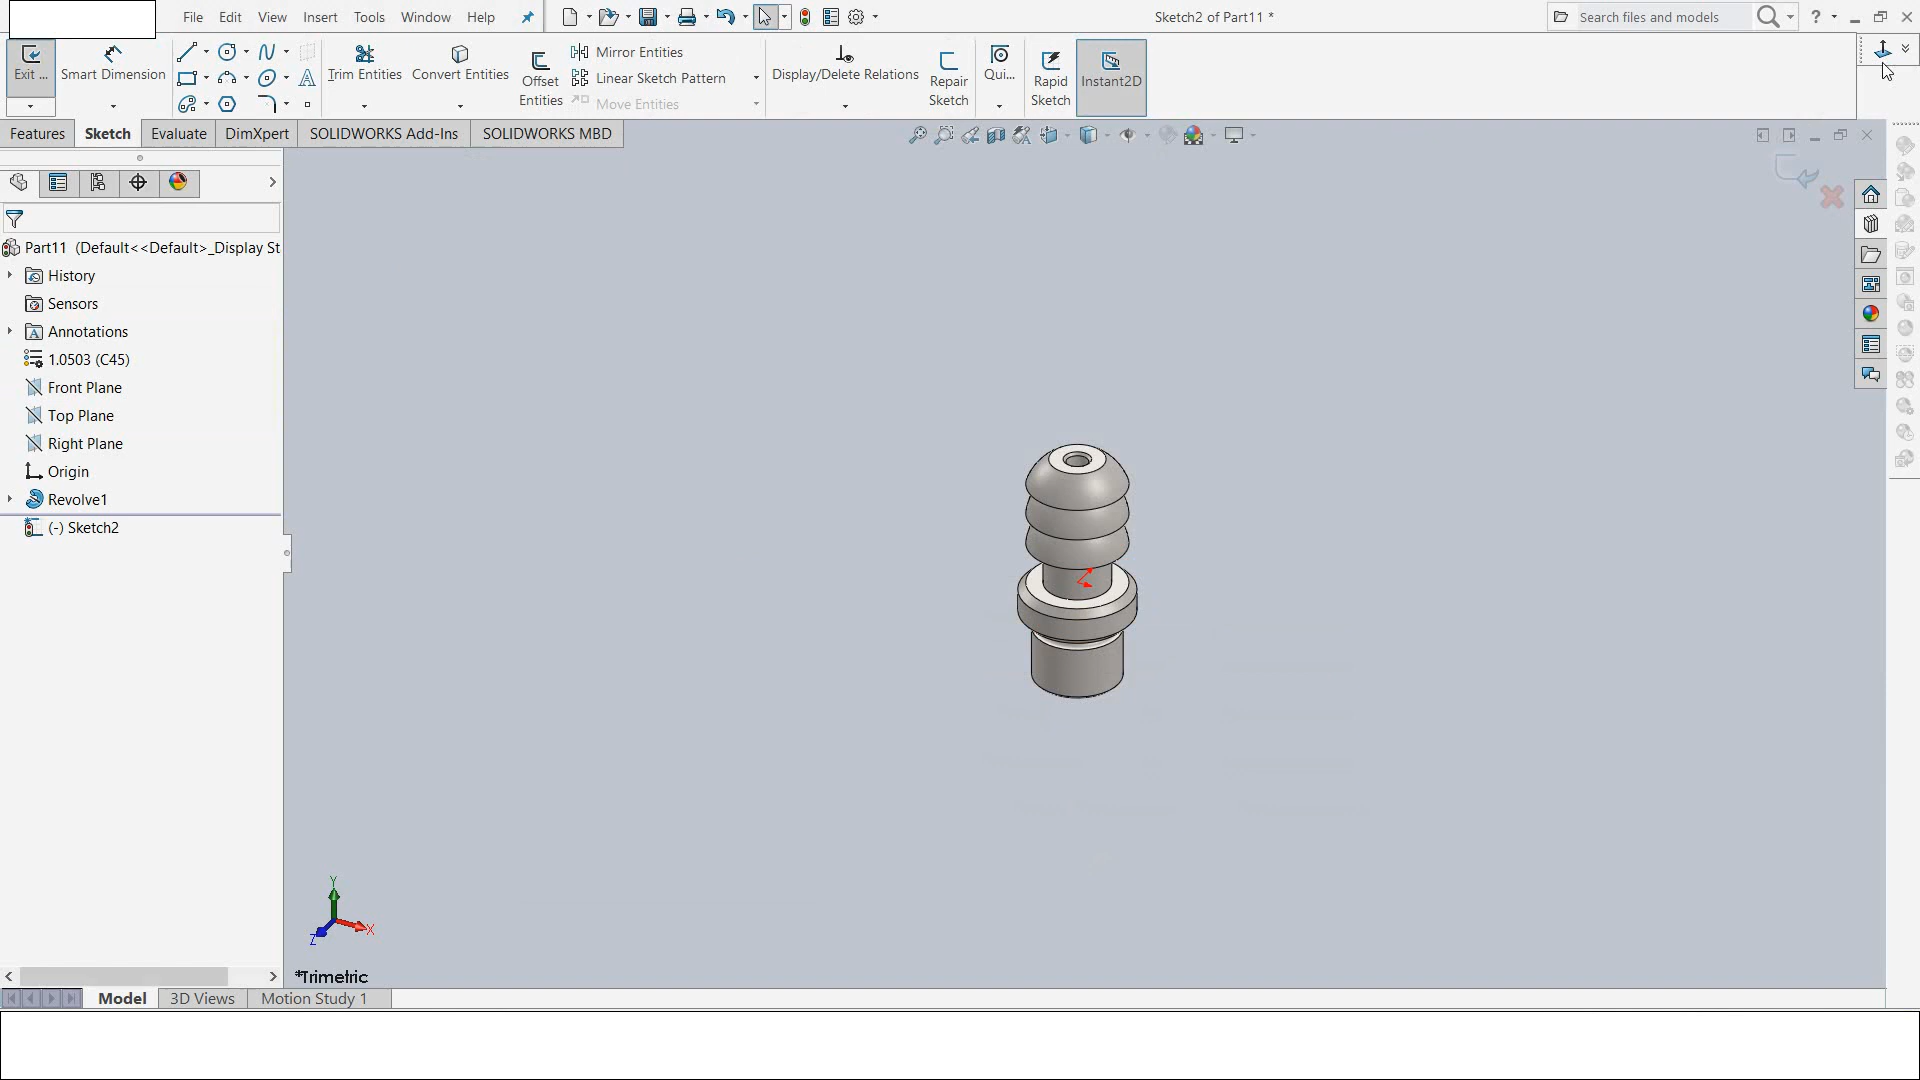 File Edit View Insert Tools Window Help
Sketch2 of Part11 *
Search files and models
?
Exit ...
Smart Dimension
Trim Entities
Convert Entities
Offset Entities
Mirror Entities
Linear Sketch Pattern
Move Entities
Display/Delete Relations
Repair Sketch
Qui...
Rapid Sketch
Instant2D
Features Sketch Evaluate DimXpert SOLIDWORKS Add-Ins SOLIDWORKS MBD
Part11 (Default<<Default>_Display St
History
Sensors
Annotations
1.0503 (C45)
Front Plane
Top Plane
Right Plane
Origin
Revolve1
(-) Sketch2
Y
X
Z
*Trimetric
Model 3D Views Motion Study 1